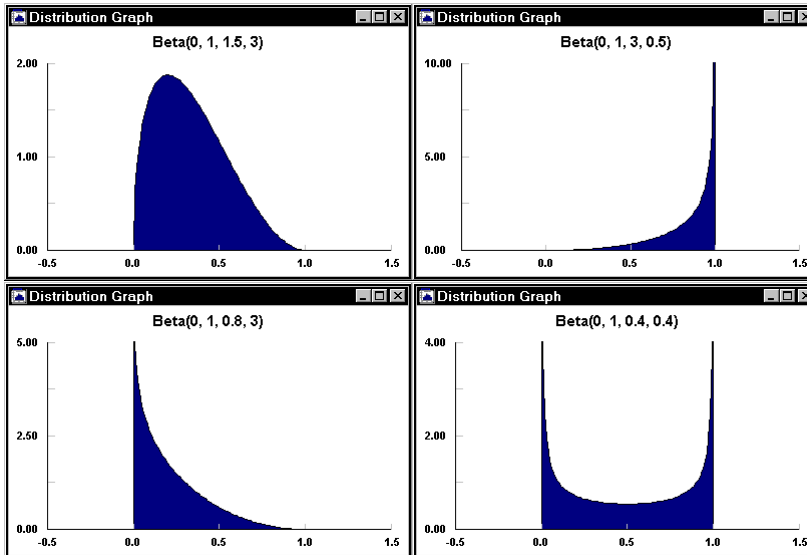 Distribution Graph
Beta(0, 1, 1.5, 3)
2.00
1.00
0.00
-0.5 0.0 0.5 1.0 1.5
Distribution Graph
Beta(0, 1, 3, 0.5)
10.00
5.00
0.00
-0.5 0.0 0.5 1.0 1.5
Distribution Graph
Beta(0, 1, 0.8, 3)
5.00
2.50
0.00
-0.5 0.0 0.5 1.0 1.5
Distribution Graph
Beta(0, 1, 0.4, 0.4)
4.00
2.00
0.00
-0.5 0.0 0.5 1.0 1.5